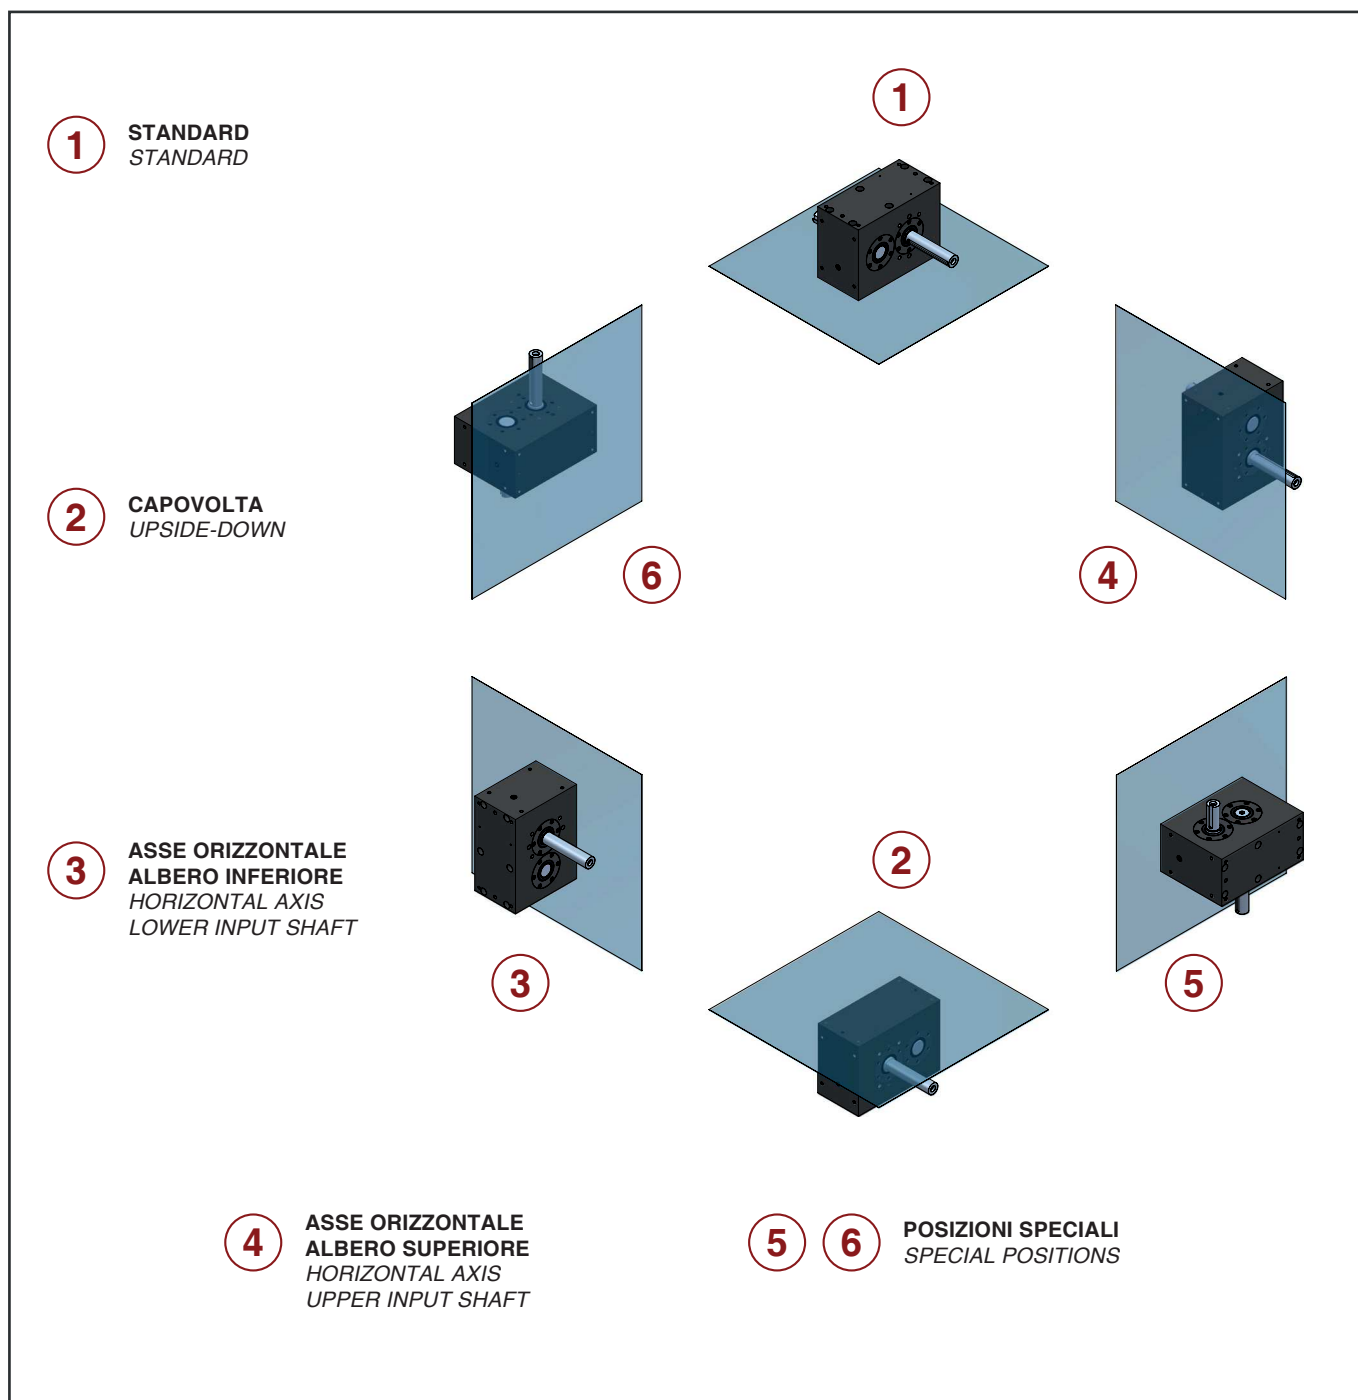 1
1
STANDARD
STANDARD
2
CAPOVOLTA
UPSIDE-DOWN
6
4
3
ASSE ORIZZONTALE
ALBERO INFERIORE
HORIZONTAL AXIS
LOWER INPUT SHAFT
2
3
5
4
ASSE ORIZZONTALE
ALBERO SUPERIORE
HORIZONTAL AXIS
UPPER INPUT SHAFT
5 6
POSIZIONI SPECIALI
SPECIAL POSITIONS